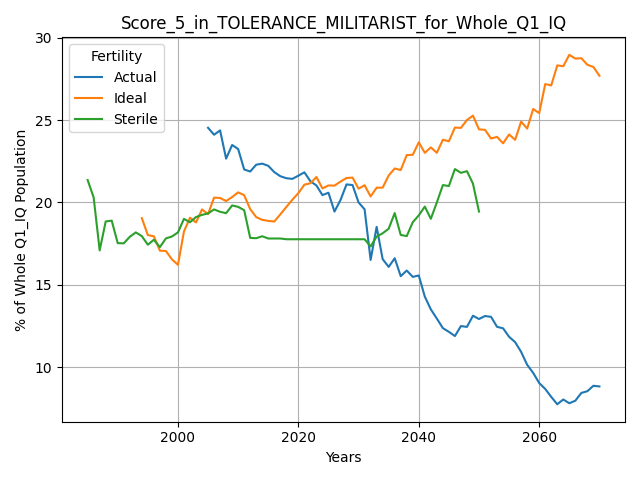 Score_5_in_TOLERANCE_MILITARIST_for_Whole_Q1_IQ
Fertility
Actual
Ideal
Sterile
% of Whole Q1_IQ Population
30
25
20
15
10
2000
2020
2040
2060
Years